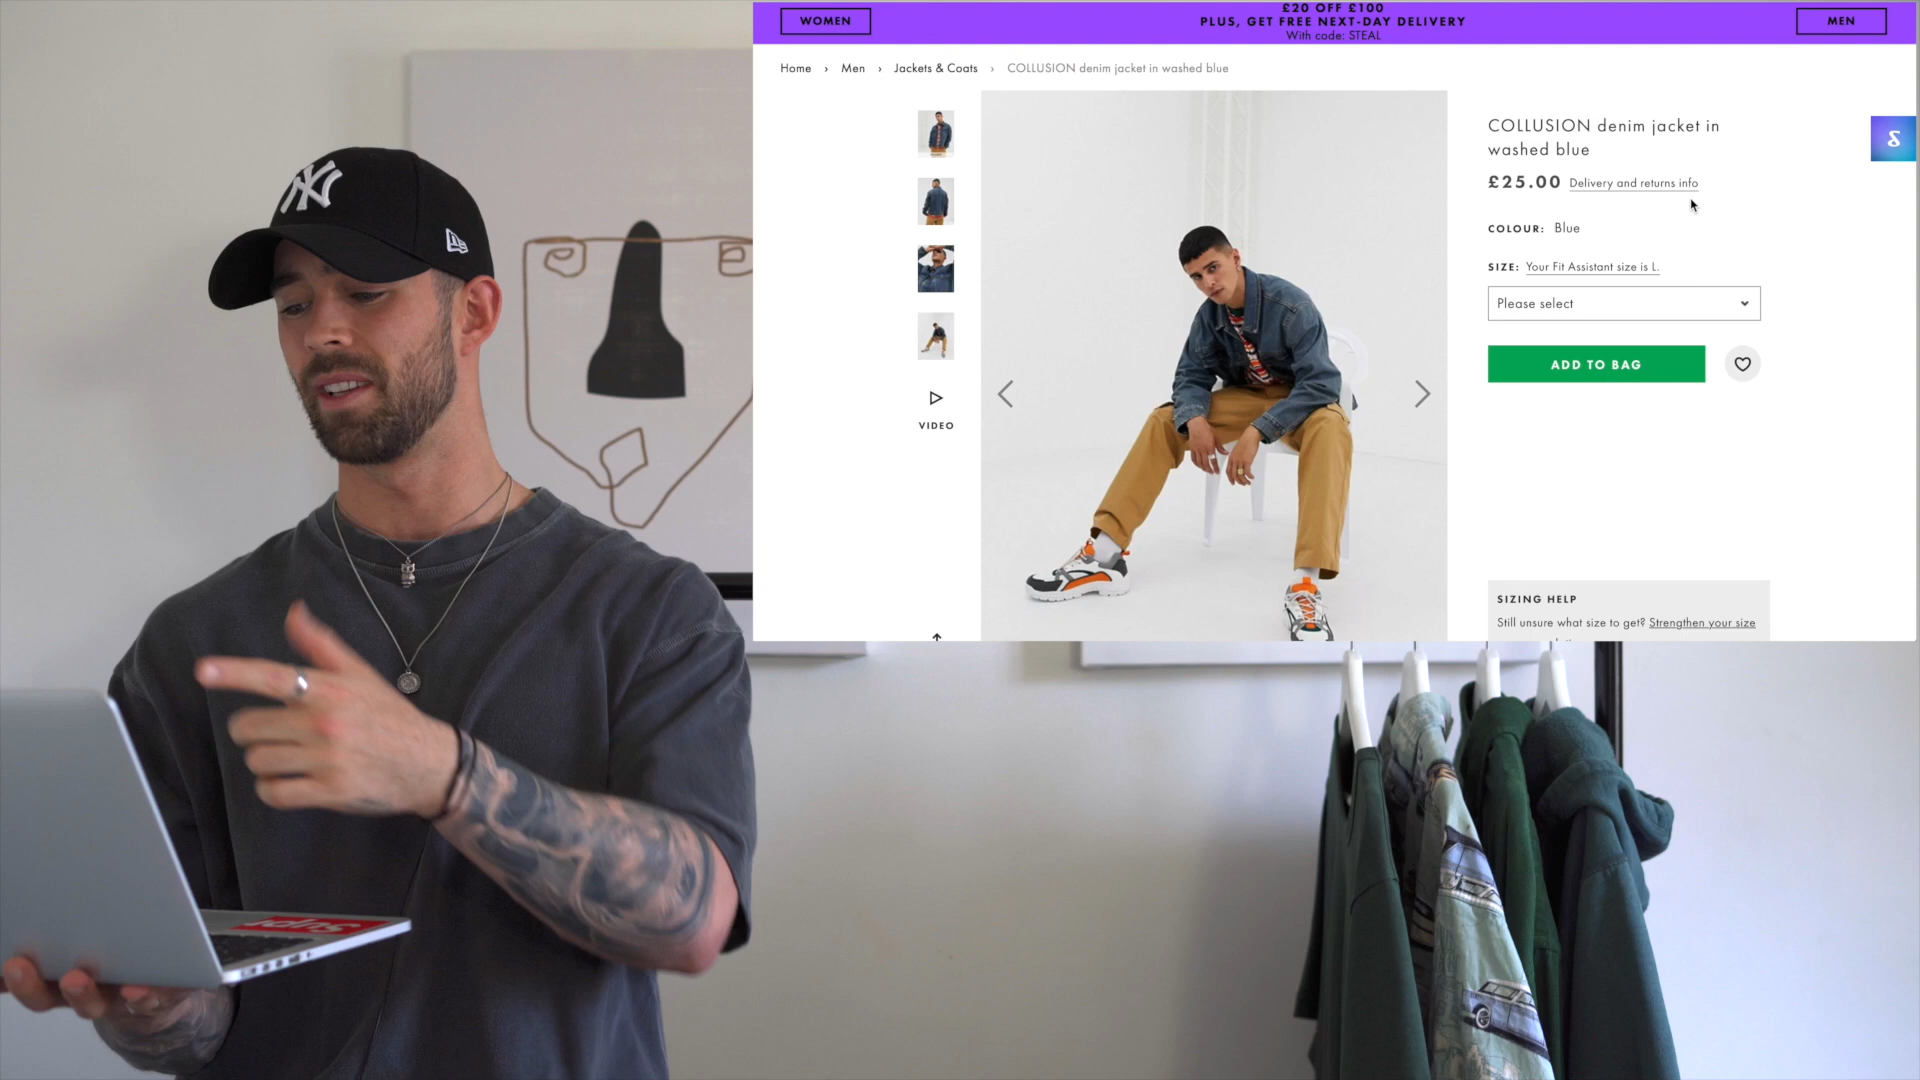 £20 OFF £100
WOMEN
PLUS, GET FREE NEXT-DAY DELIVERY
MEN
With code: STEAL
Home › Men › Jackets & Coats › COLLUSION denim jacket in washed blue
COLLUSION denim jacket in
washed blue
£25.00 Delivery and returns info
COLOUR: Blue
SIZE: Your Fit Assistant size is L.
Please select
ADD TO BAG
VIDEO
SIZING HELP
Still unsure what size to get? Strengthen your size
NY